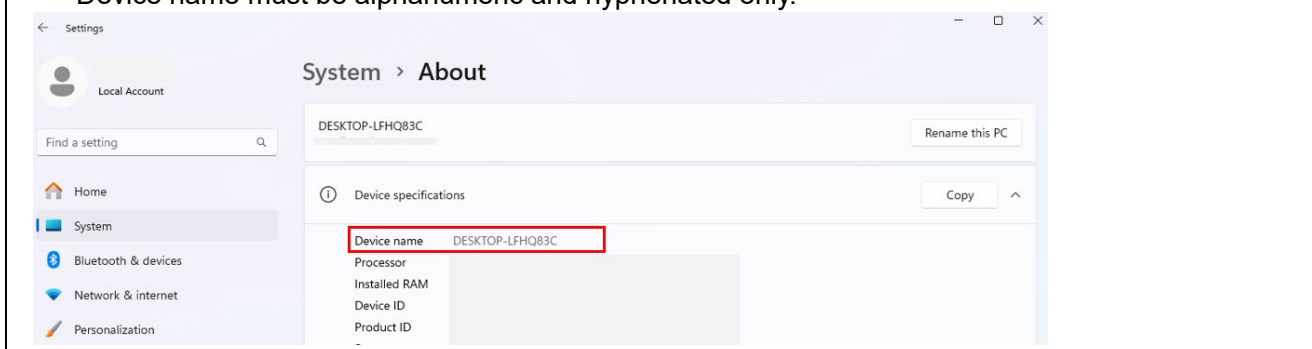 Device name must be alphanumeric and hyphenated only.
← Settings
Local Account
Find a setting
Home
System
Bluetooth & devices
Network & internet
Personalization
System > About
DESKTOP-LFHQ83C
Rename this PC
Device specifications
Copy
Device name DESKTOP-LFHQ83C
Processor
Installed RAM
Device ID
Product ID